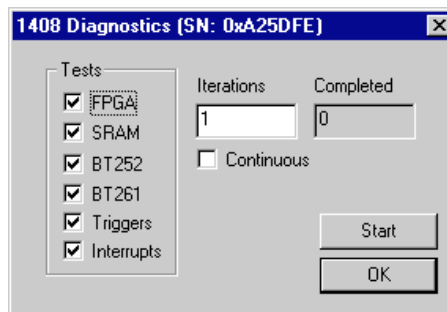 1408 Diagnostics (SN: 0xA25DFE)
Tests
FPGA
SRAM
BT252
BT261
Triggers
Interrupts
Iterations
1
Completed
0
Continuous
Start
OK